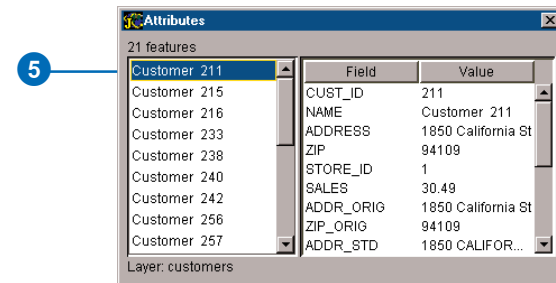 Attributes
21 features
5
Customer 211
Customer 215
Customer 216
Customer 233
Customer 238
Customer 240
Customer 242
Customer 256
Customer 257
Field Value
CUST_ID 211
NAME Customer 211
ADDRESS 1850 California St
ZIP 94109
STORE_ID 1
SALES 30.49
ADDR_ORIG 1850 California St
ZIP_ORIG 94109
ADDR_STD 1850 CALIFOR...
Layer: customers